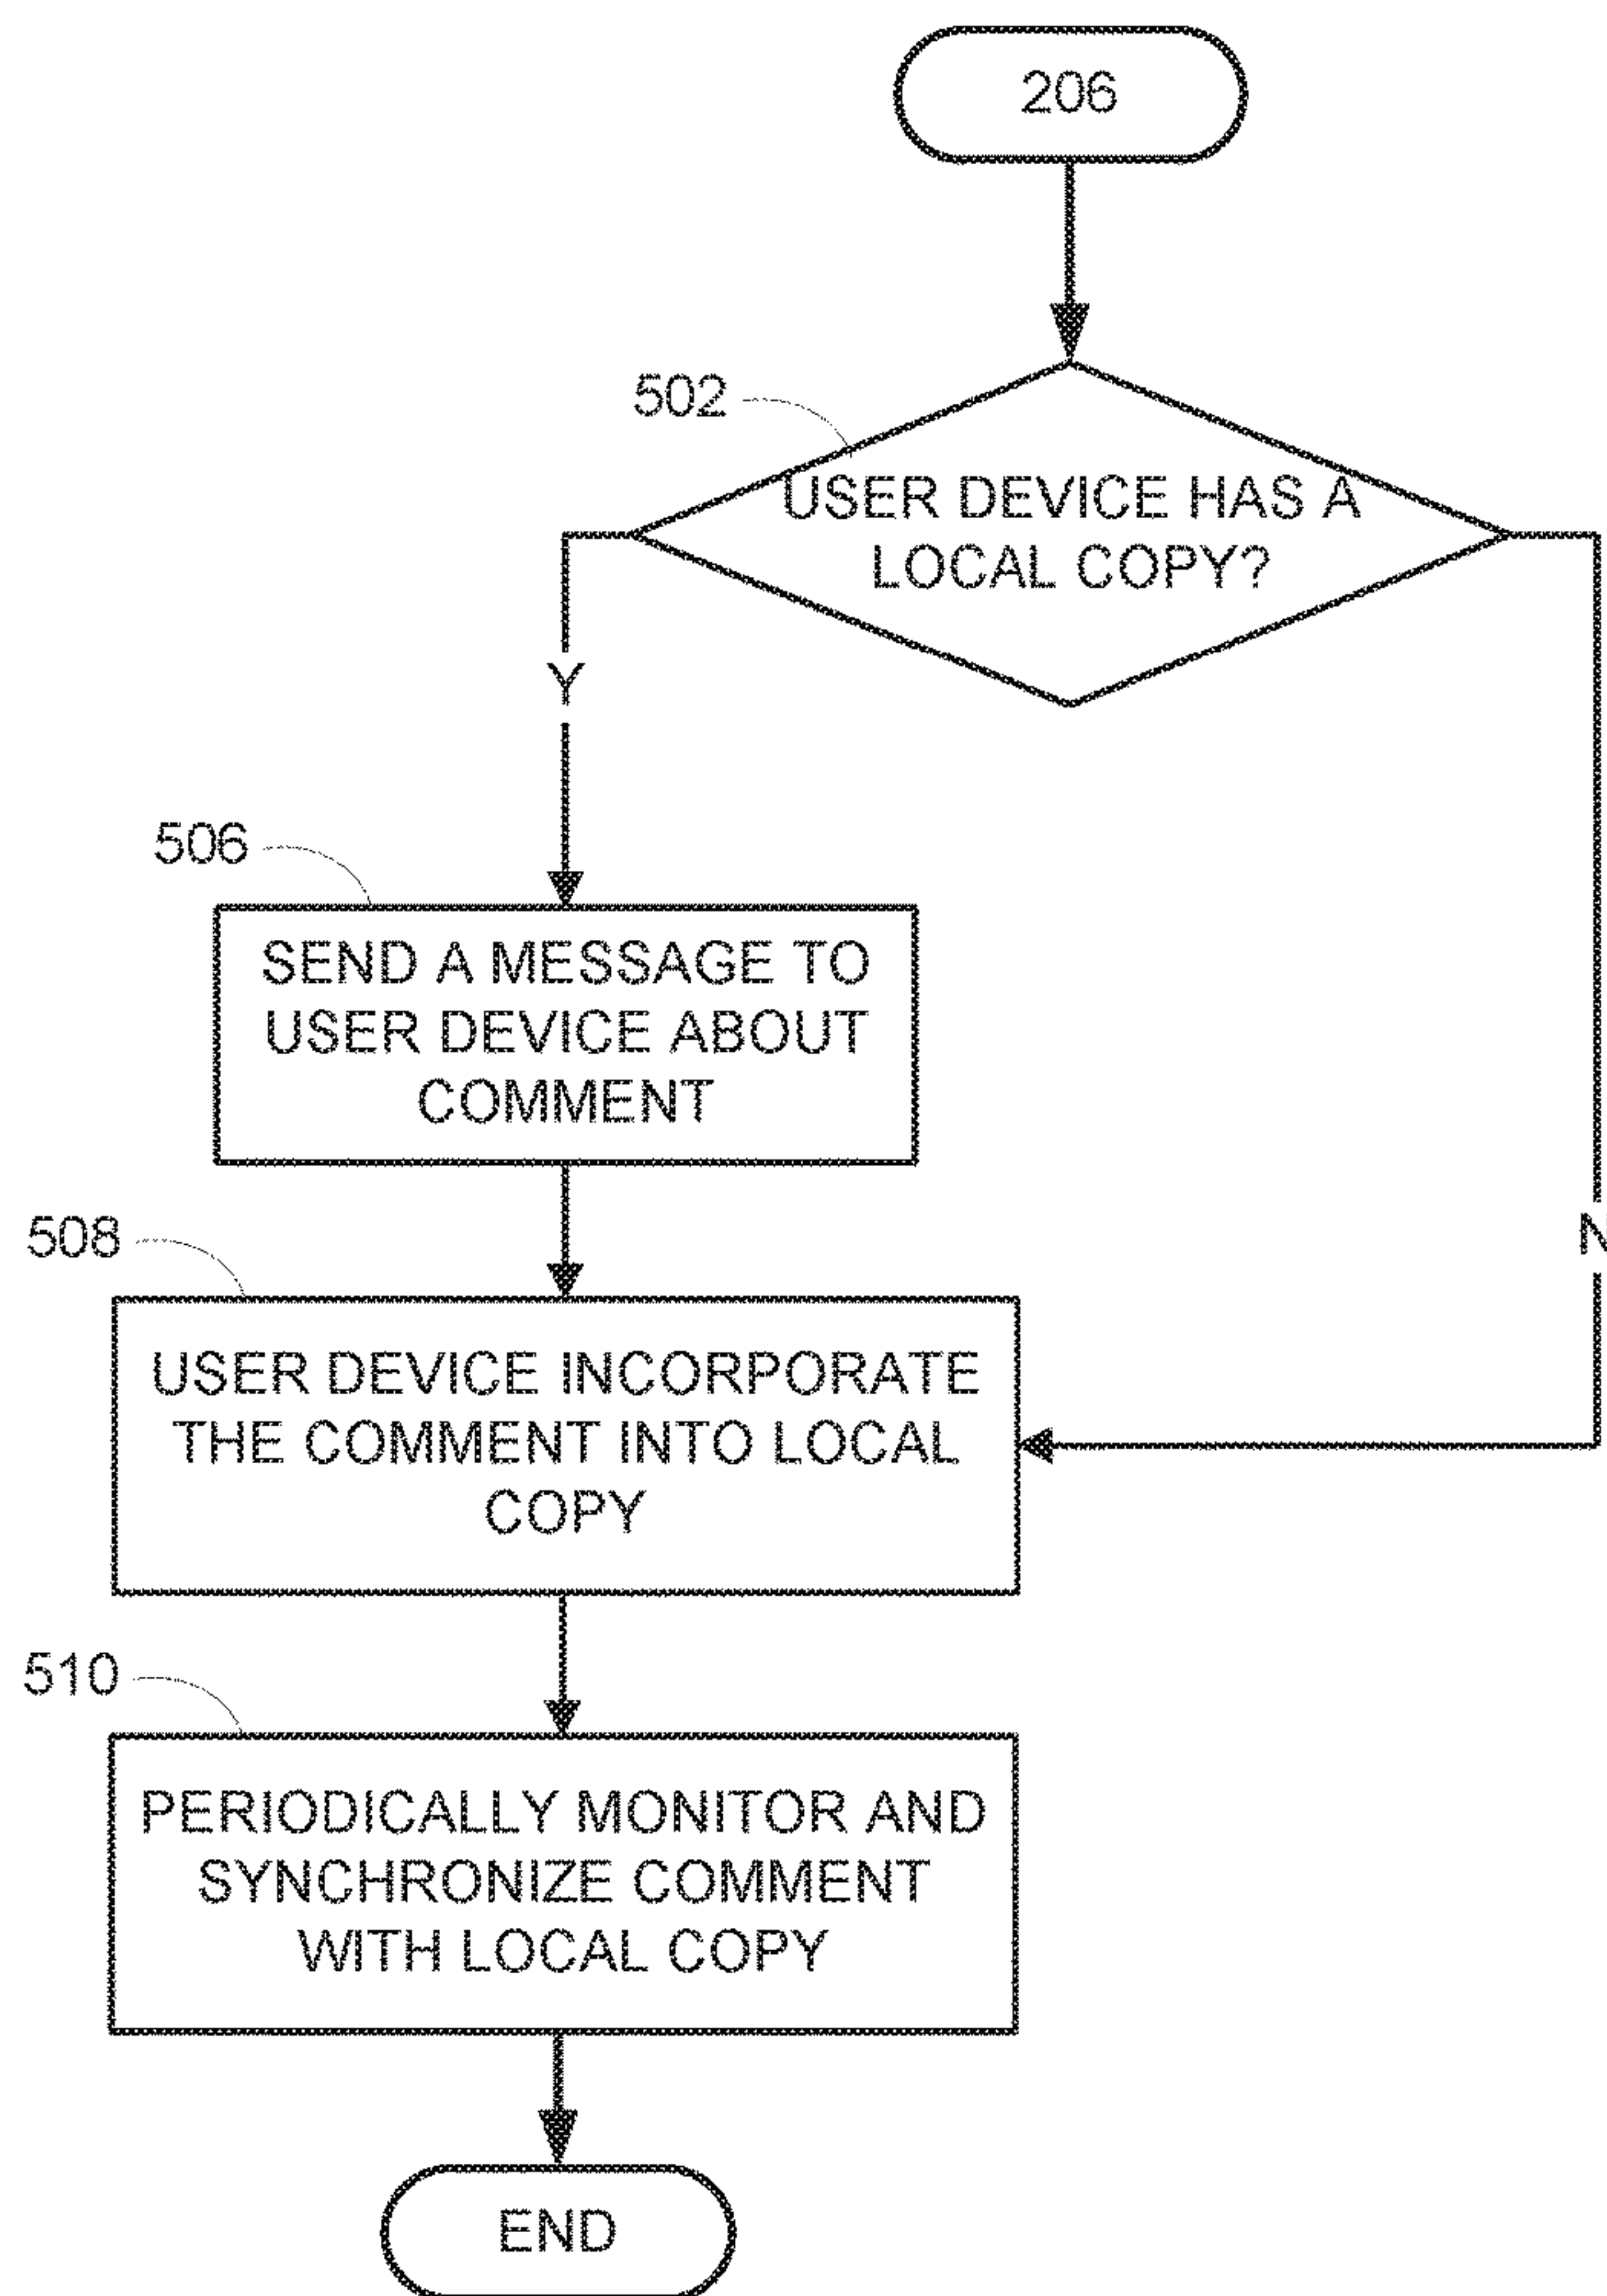 206
502
USER DEVICE HAS A
LOCAL COPY?
Y
506
SEND A MESSAGE TO
USER DEVICE ABOUT
COMMENT
508
N
USER DEVICE INCORPORATE
THE COMMENT INTO LOCAL
COPY
510
PERIODICALLY MONITOR AND
SYNCHRONIZE COMMENT
WITH LOCAL COPY
END